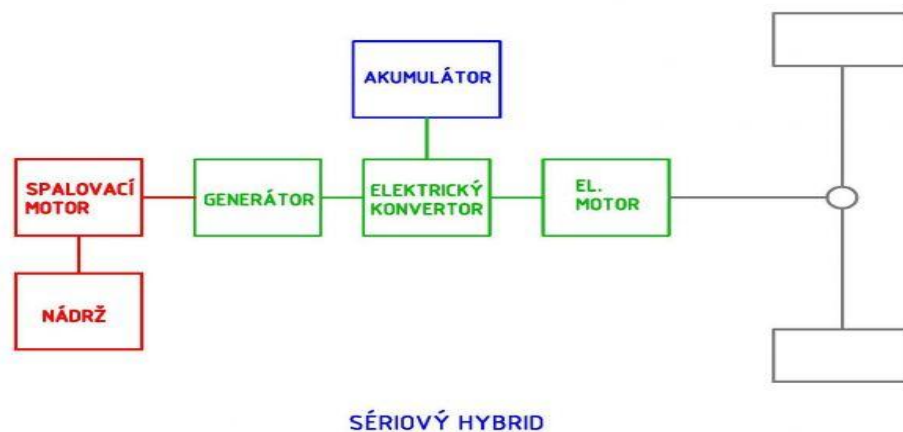 AKUMULÁTOR
SPALOVACÍ
MOTOR
GENERÁTOR
ELEKTRICKÝ
KONVERTOR
EL.
MOTOR
NÁDRŽ
SÉRIOVÝ HYBRID